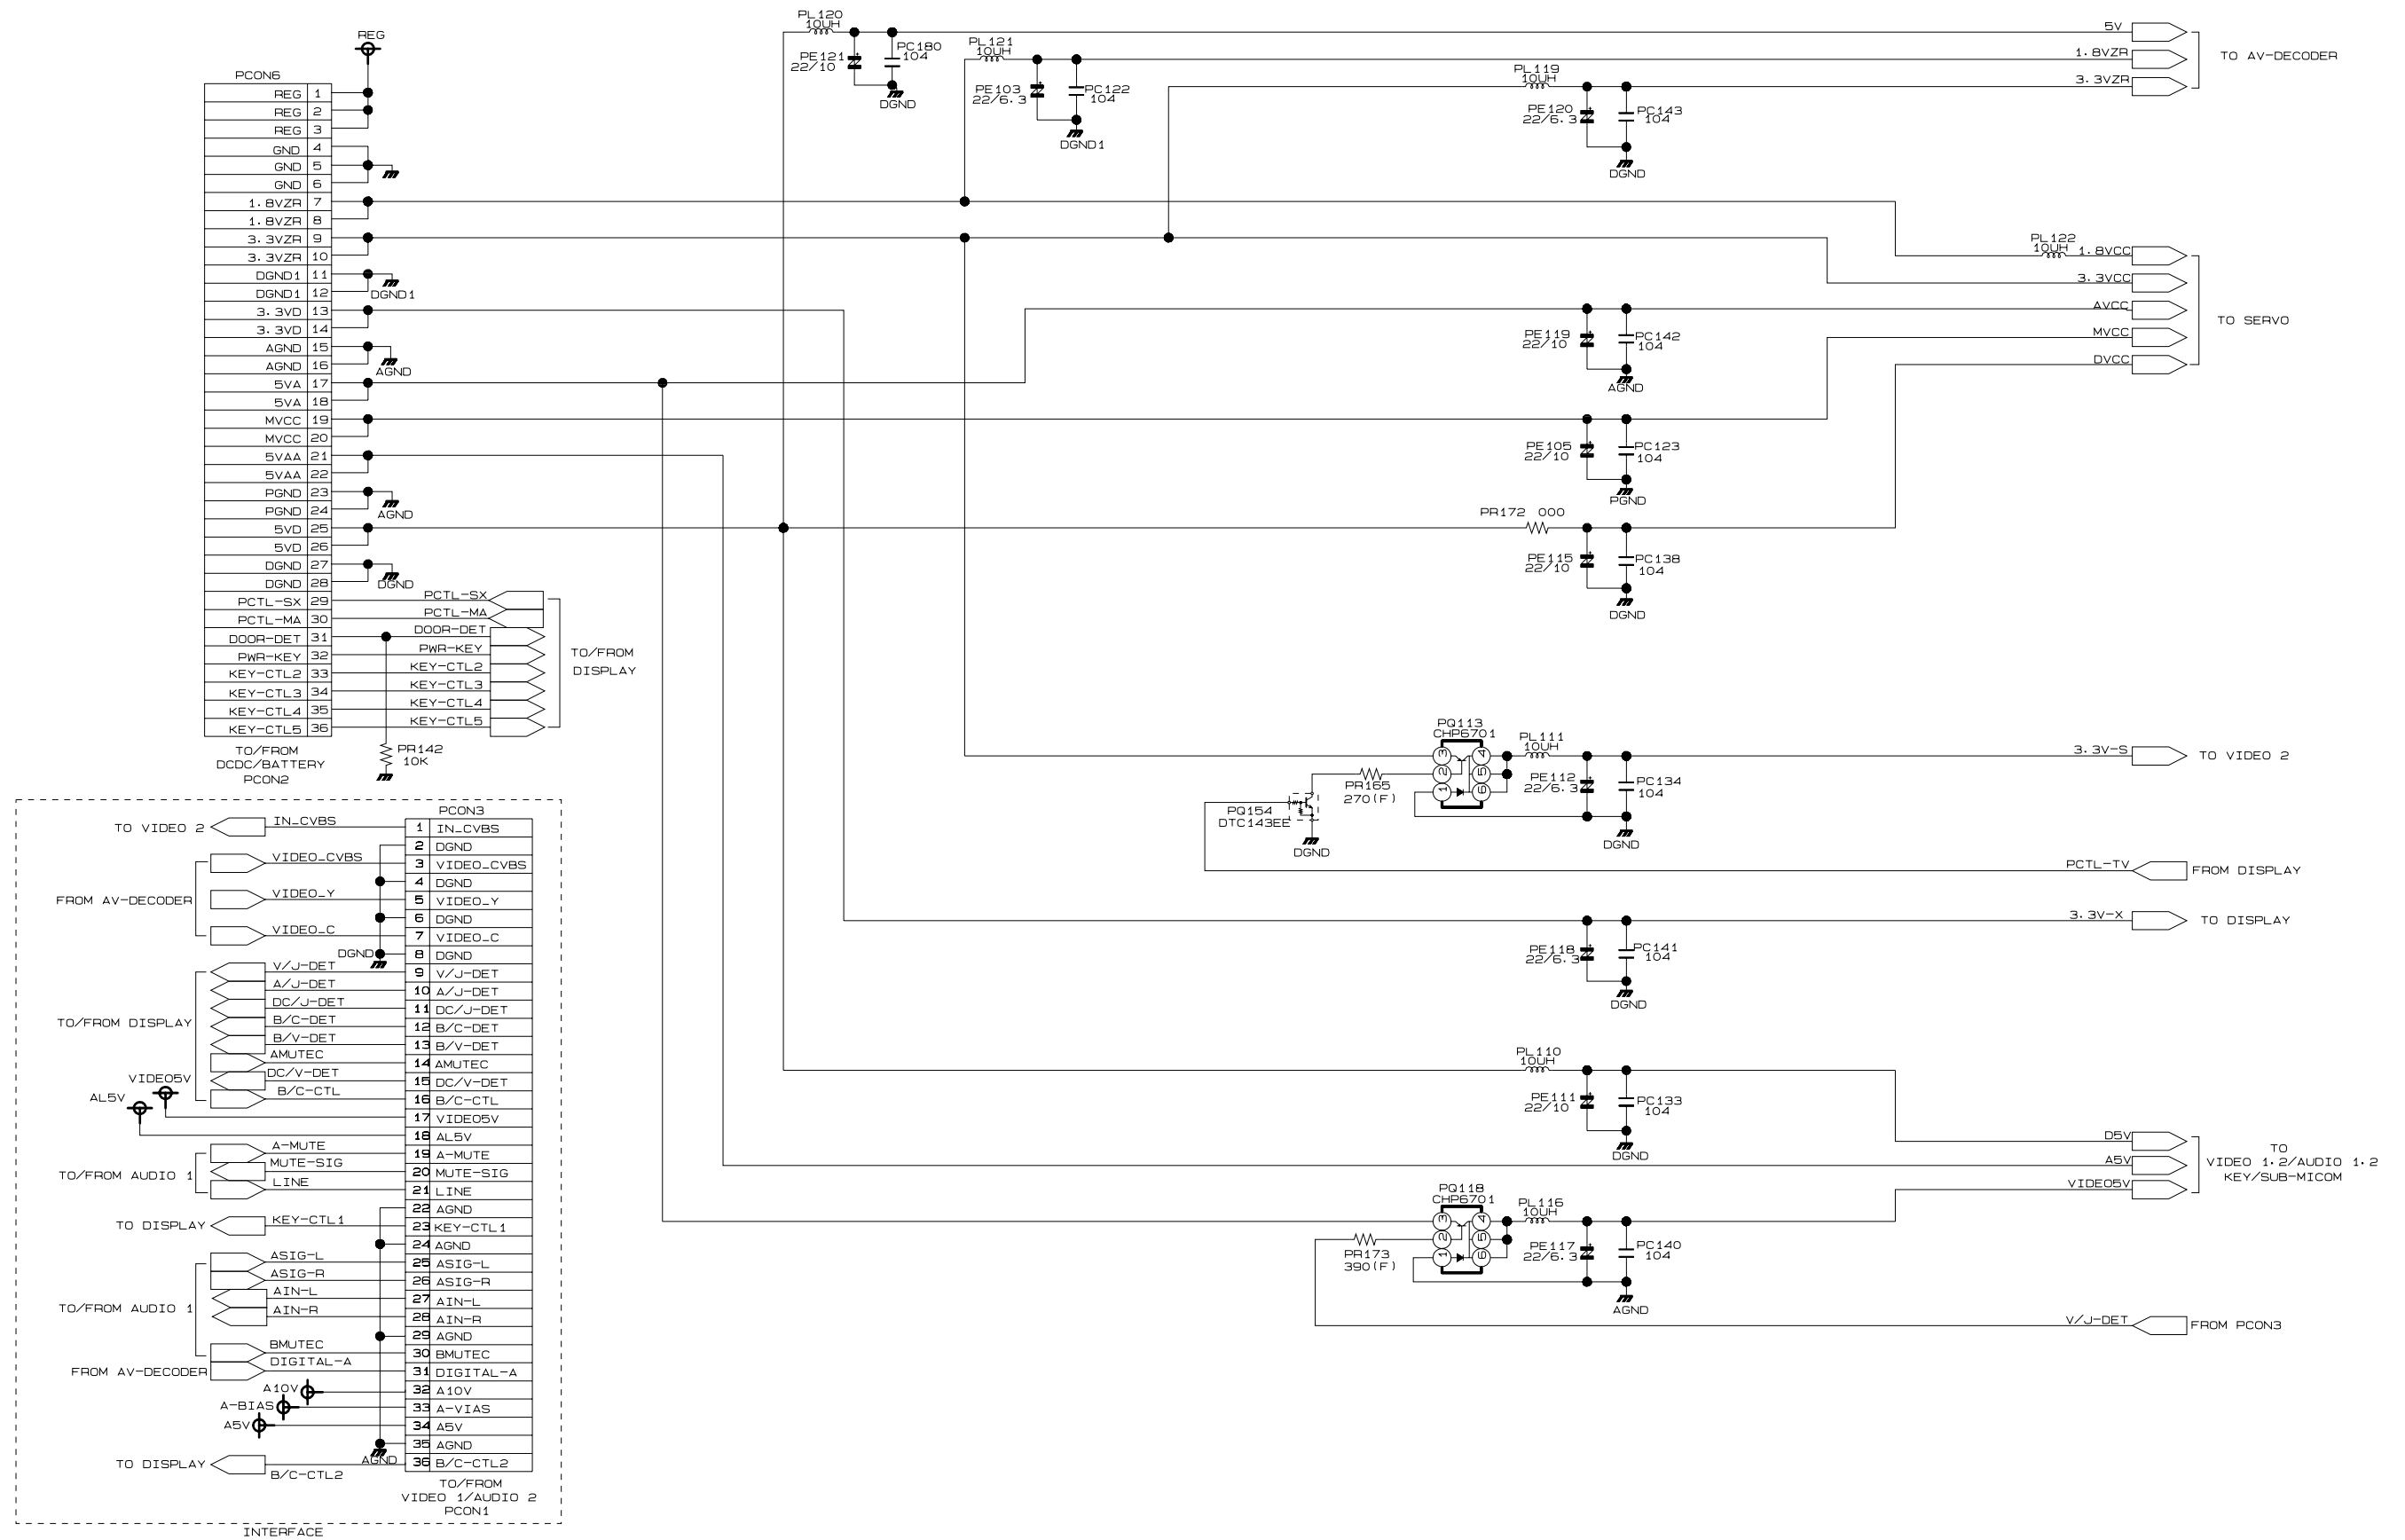 REG
PCON6
REG 1
REG 2
REG 3
GND 4
GND 5
GND 6
1.8VZR 7
1.8VZR 8
3.3VZR 9
3.3VZR 10
DGND1 11
DGND1 12
DGND1
3.3VD 13
3.3VD 14
AGND 15
AGND 16
AGND
5VA 17
5VA 18
MVCC 19
MVCC 20
5VAA 21
5VAA 22
PGND 23
PGND 24
AGND
5VD 25
5VD 26
DGND 27
DGND 28
DGND
PCTL-SX 29 PCTL-SX
PCTL-MA 30 PCTL-MA
DOOR-DET 31 DOOR-DET
PWR-KEY 32 PWR-KEY
KEY-CTL2 33 KEY-CTL2
KEY-CTL3 34 KEY-CTL3
KEY-CTL4 35 KEY-CTL4
KEY-CTL5 36 KEY-CTL5
TO/FROM
DISPLAY
TO/FROM
DCDC/BATTERY
PCON2
PR142
10K
PL120
10UH
PE121
22/10
PC180
104
DGND
PL121
10UH
PE103
22/6.3
PC122
104
DGND1
PL119
10UH
PE120
22/6.3
PC143
104
DGND
5V
1.8VZR
3.3VZR
TO AV-DECODER
PL122
10UH
1.8VCC
3.3VCC
AVCC
MVCC
DVCC
TO SERVO
PE119
22/10
PC142
104
AGND
PE105
22/10
PC123
104
PGND
PR172 000
PE115
22/10
PC138
104
DGND
PQ113
CHP6701
3 4
2 5
1 6
PL111
10UH
PR165
270(F)
PQ154
DTC143EE
DGND
PE112
22/6.3
PC134
104
DGND
3.3V-S
TO VIDEO 2
PCTL-TV
FROM DISPLAY
3.3V-X
TO DISPLAY
PE118
22/6.3
PC141
104
DGND
PL110
10UH
PE111
22/10
PC133
104
DGND
D5V
A5V
VIDEO5V
TO
VIDEO 1.2/AUDIO 1.2
KEY/SUB-MICOM
PQ118
CHP6701
3 4
2 5
1 6
PL116
10UH
PR173
390(F)
PE117
22/6.3
PC140
104
AGND
V/J-DET
FROM PCON3
PCON3
TO VIDEO 2 IN_CVBS 1 IN_CVBS
2 DGND
VIDEO_CVBS 3 VIDEO_CVBS
4 DGND
FROM AV-DECODER VIDEO_Y 5 VIDEO_Y
6 DGND
VIDEO_C 7 VIDEO_C
DGND 8 DGND
V/J-DET 9 V/J-DET
A/J-DET 10 A/J-DET
DC/J-DET 11 DC/J-DET
TO/FROM DISPLAY B/C-DET 12 B/C-DET
B/V-DET 13 B/V-DET
AMUTEC 14 AMUTEC
DC/V-DET 15 DC/V-DET
B/C-CTL 16 B/C-CTL
VIDEO5V 17 VIDEO5V
AL5V 18 AL5V
A-MUTE 19 A-MUTE
TO/FROM AUDIO 1 MUTE-SIG 20 MUTE-SIG
LINE 21 LINE
22 AGND
TO DISPLAY KEY-CTL1 23 KEY-CTL1
24 AGND
ASIG-L 25 ASIG-L
ASIG-R 26 ASIG-R
TO/FROM AUDIO 1 AIN-L 27 AIN-L
AIN-R 28 AIN-R
29 AGND
BMUTEC 30 BMUTEC
FROM AV-DECODER DIGITAL-A 31 DIGITAL-A
A10V 32 A10V
A-BIAS 33 A-VIAS
A5V 34 A5V
35 AGND
AGND
TO DISPLAY B/C-CTL2 36 B/C-CTL2
TO/FROM
VIDEO 1/AUDIO 2
PCON1
INTERFACE